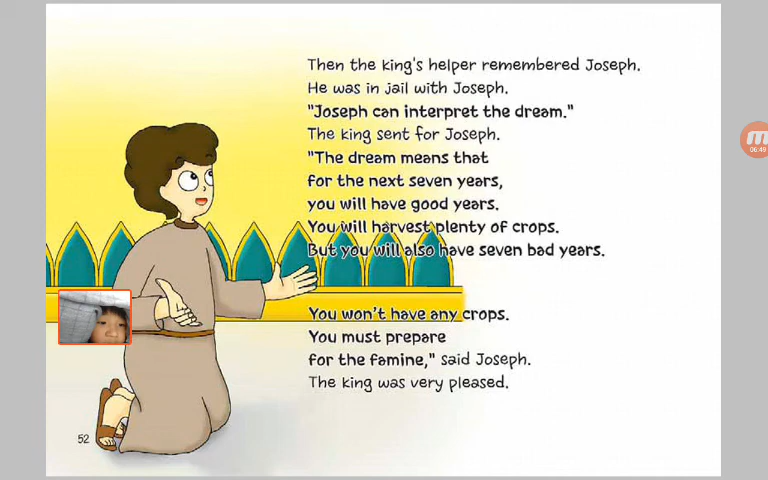 Then the king's helper remembered Joseph.
He was in jail with Joseph.
"Joseph can interpret the dream."
The king sent for Joseph.
"The dream means that
for the next seven years,
you will have good years.
You will harvest plenty of crops.
But you will also have seven bad years.
You won't have any crops.
You must prepare
for the famine," said Joseph.
The king was very pleased.
52
06:49